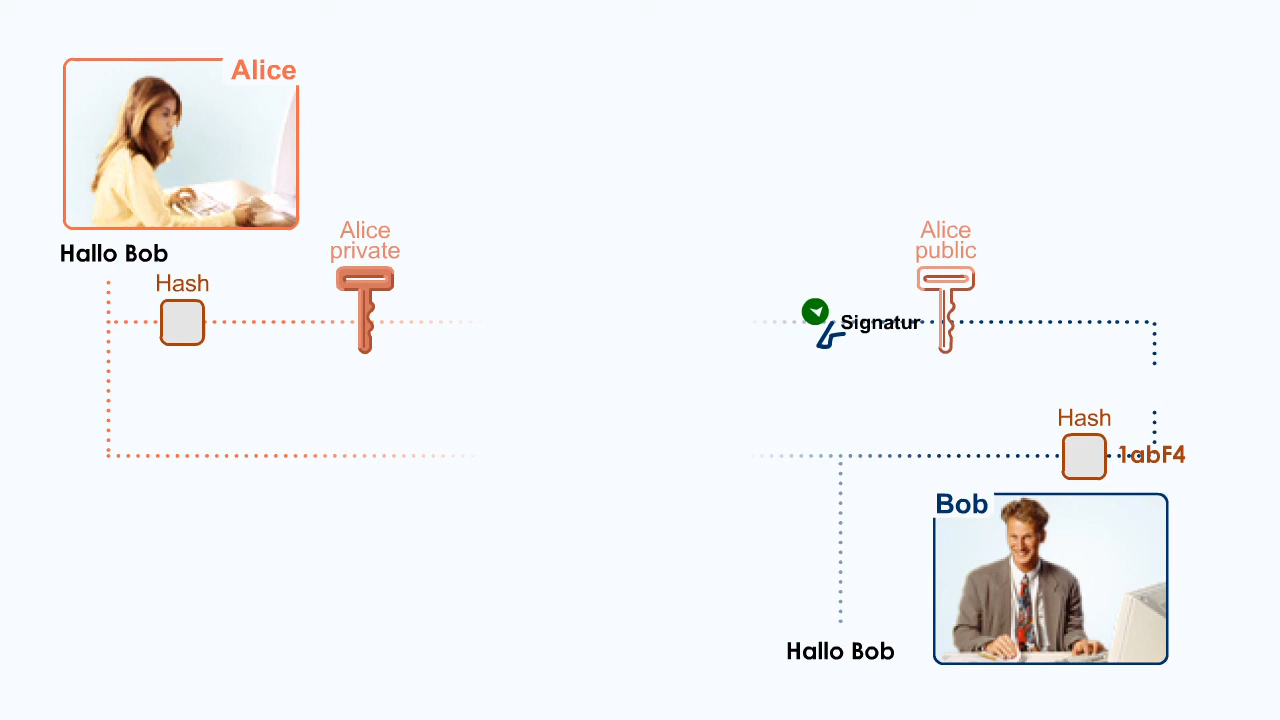 Alice
Hallo Bob
Hash
Alice
private
Alice
public
Signatur
Hash
1abF4
Bob
Hallo Bob